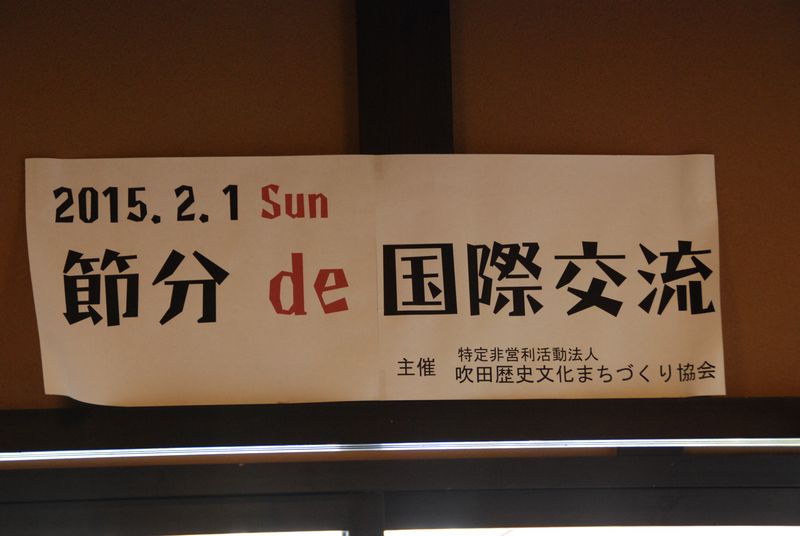 2015.2.1 Sun
節分 de 国際交流
主催 特定非営利活動法人
吹田歴史文化まちづくり協会